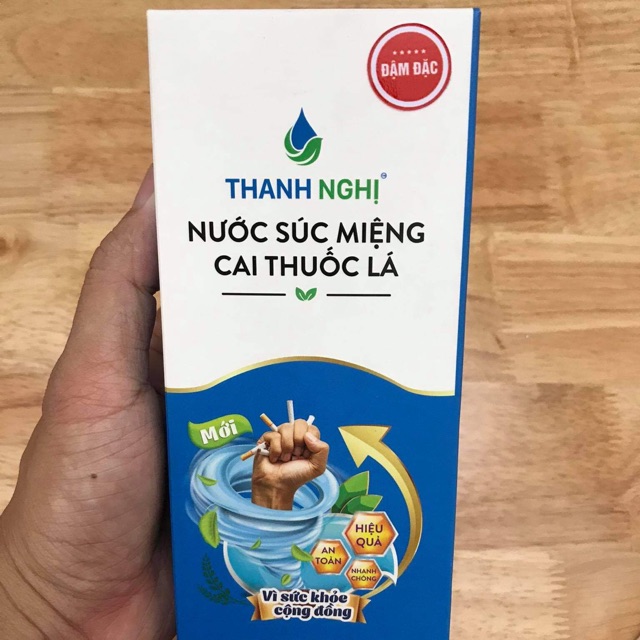 ĐẬM ĐẶC
THANH NGHỊ
NƯỚC SÚC MIỆNG
CAI THUỐC LÁ
Mới
HIỆU
QUẢ
AN
TOÀN
NHANH
CHÓNG
Vì sức khỏe
cộng đồng